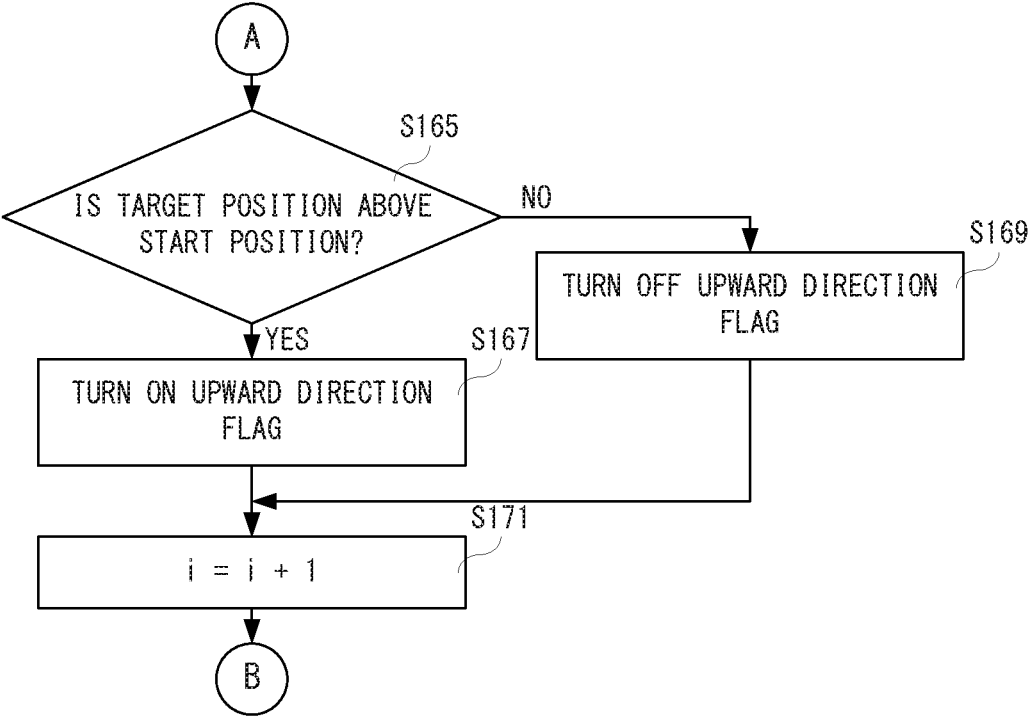 A
S165
IS TARGET POSITION ABOVE
START POSITION?
NO
S169
TURN OFF UPWARD DIRECTION
FLAG
YES
S167
TURN ON UPWARD DIRECTION
FLAG
S171
i = i + 1
B